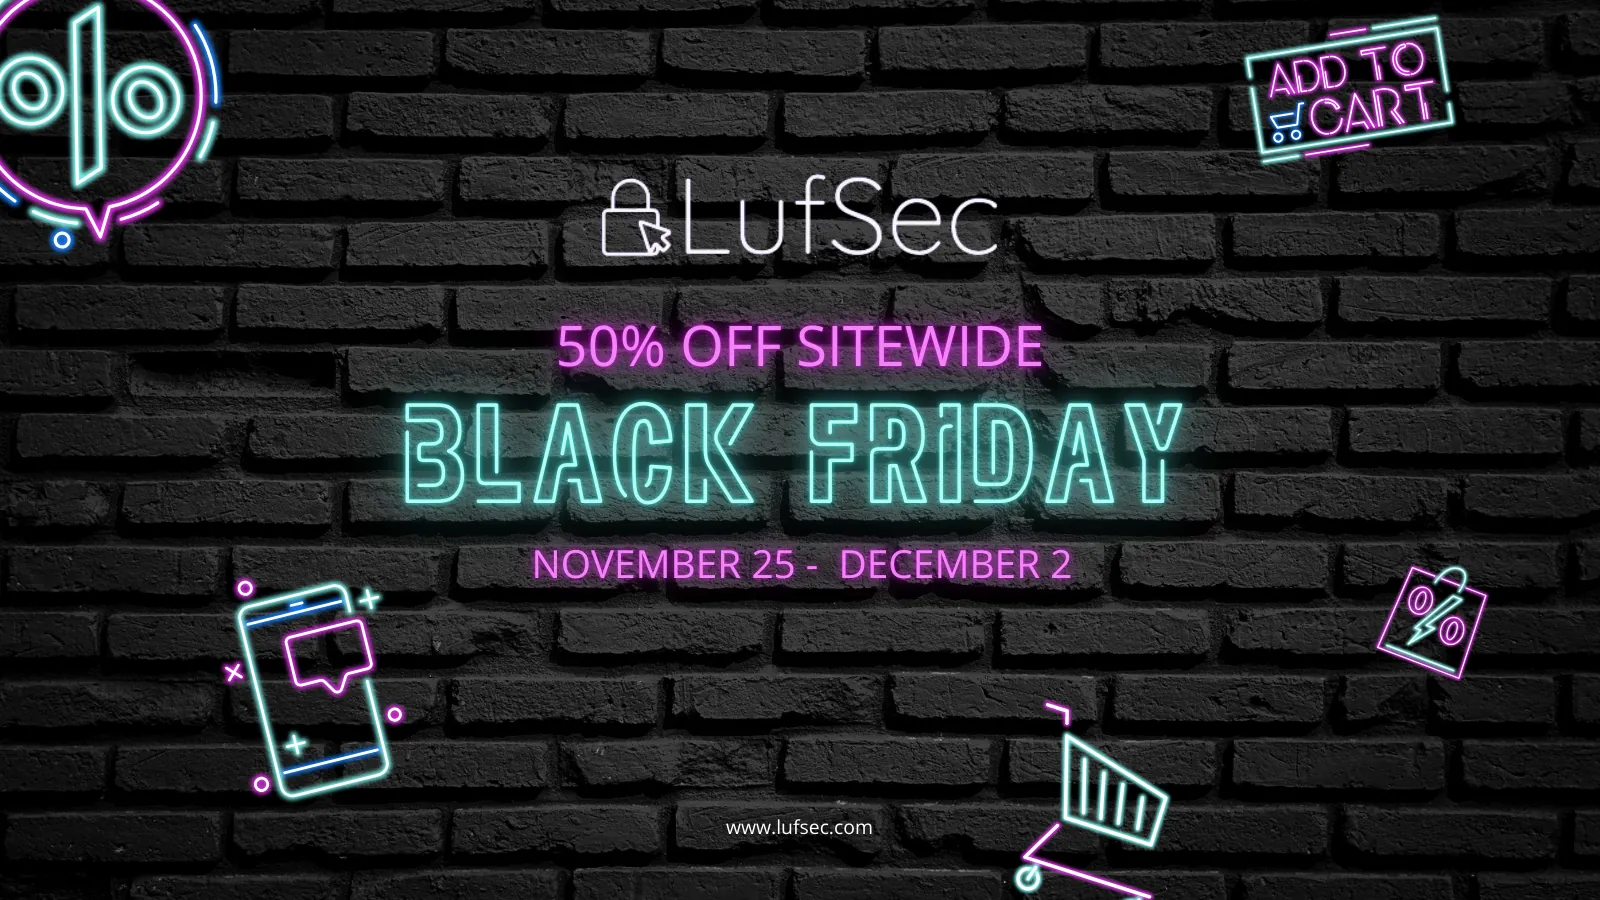 %
ADD TO
CART
LufSec
50% OFF SITEWIDE
BLACK FRIDAY
NOVEMBER 25 - DECEMBER 2
%
www.lufsec.com